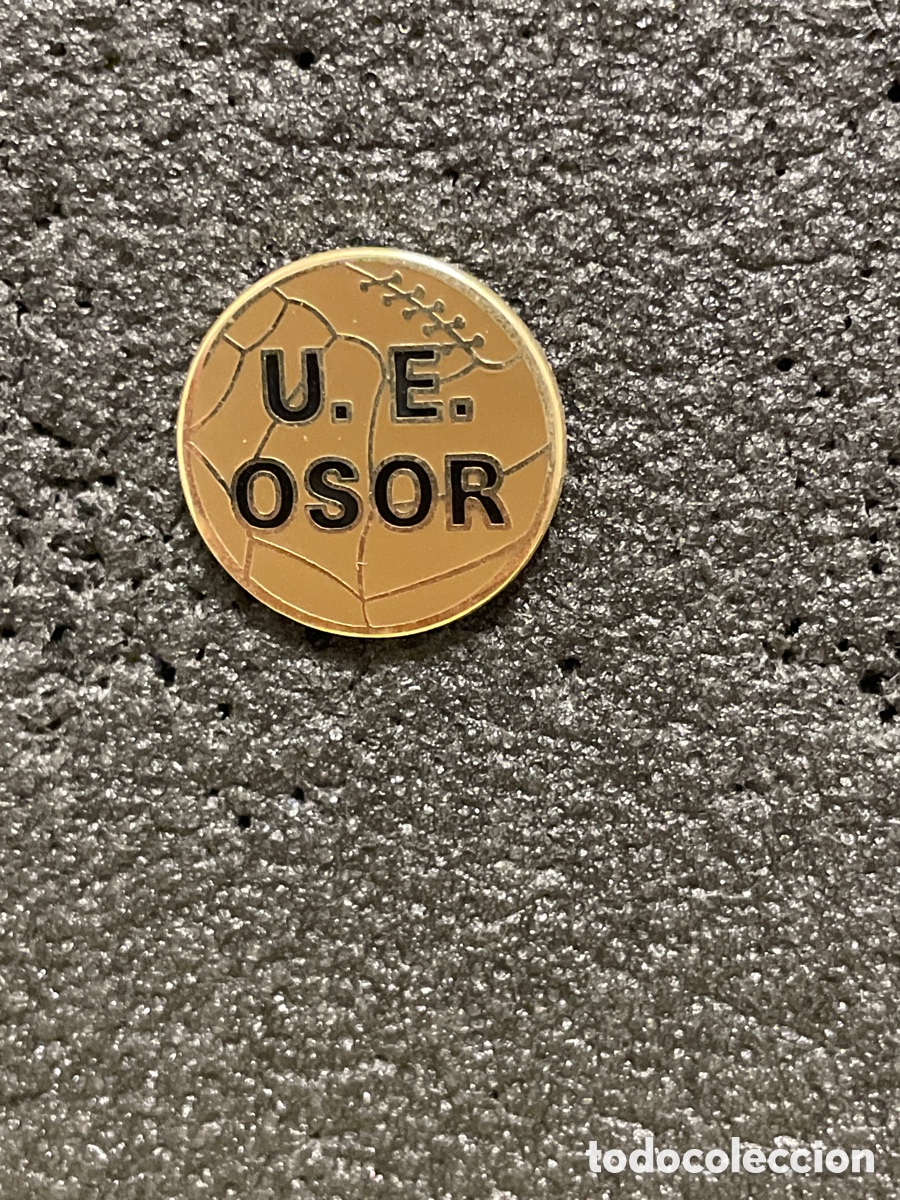 U. E.
OSOR
todocoleccion